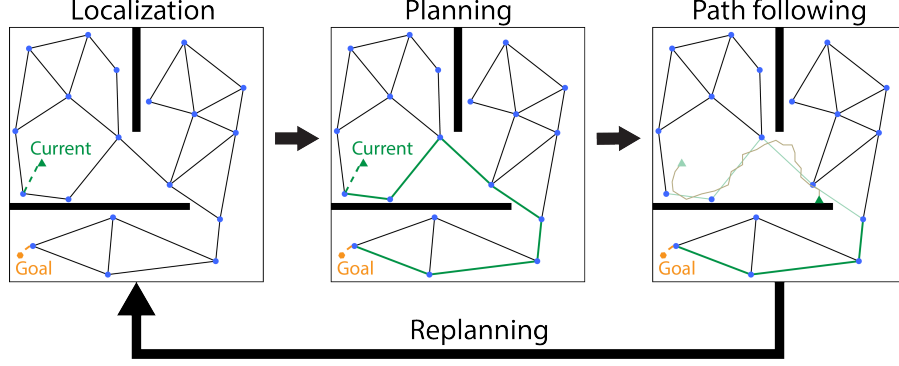 Localization
Planning
Path following
Current
Goal
Current
Goal
Goal
Replanning